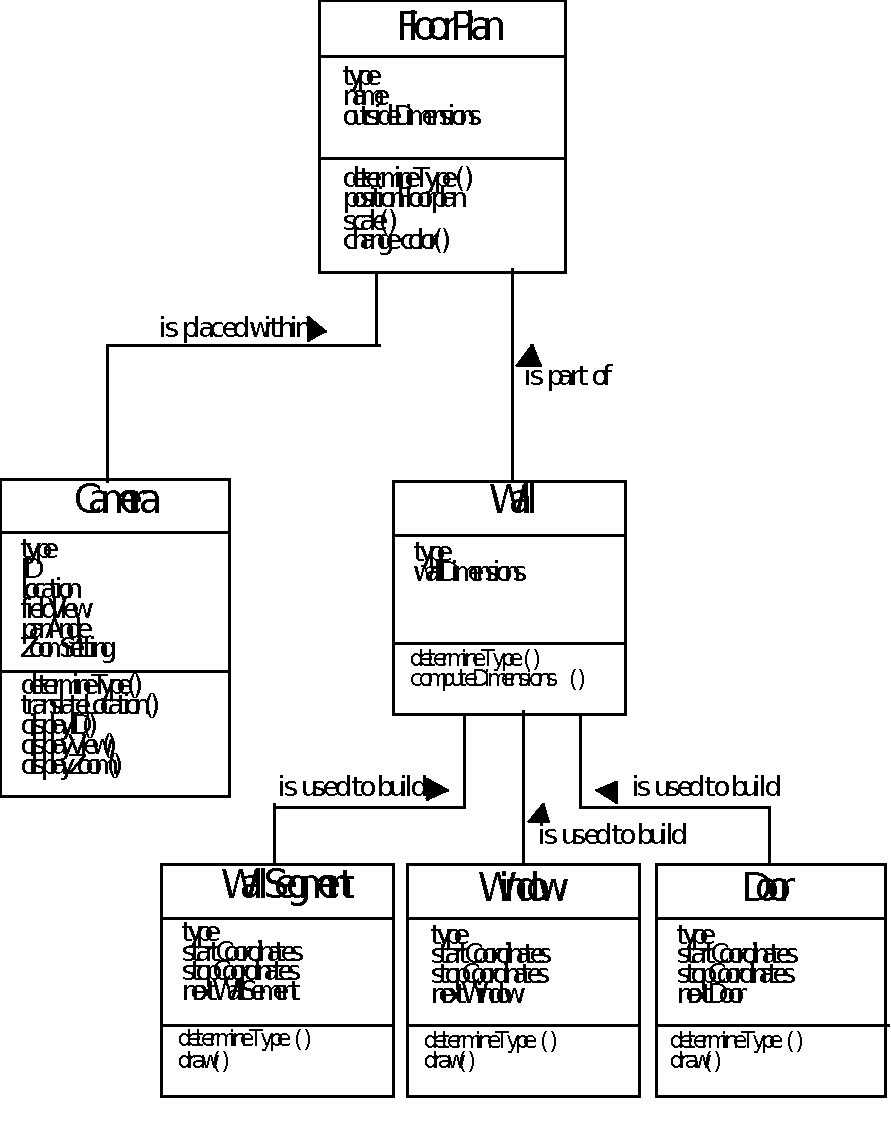 FloorPlan
type
name
outsideDimensions
determineType ( )
positionFloorplan
scale( )
change color( )
is placed within
is part of
Camera
type
ID
location
fieldView
panAngle
ZoomSetting
determineType ( )
translateLocation ( )
displayID( )
displayView( )
displayZoom( )
Wall
type
wallDimensions
determineType ( )
computeDimensions ( )
is used to build
is used to build
is used to build
WallSegment
type
startCoordinates
stopCoordinates
nextWallSement
determineType ( )
draw( )
Window
type
startCoordinates
stopCoordinates
nextWindow
determineType ( )
draw( )
Door
type
startCoordinates
stopCoordinates
nextDoor
determineType ( )
draw( )